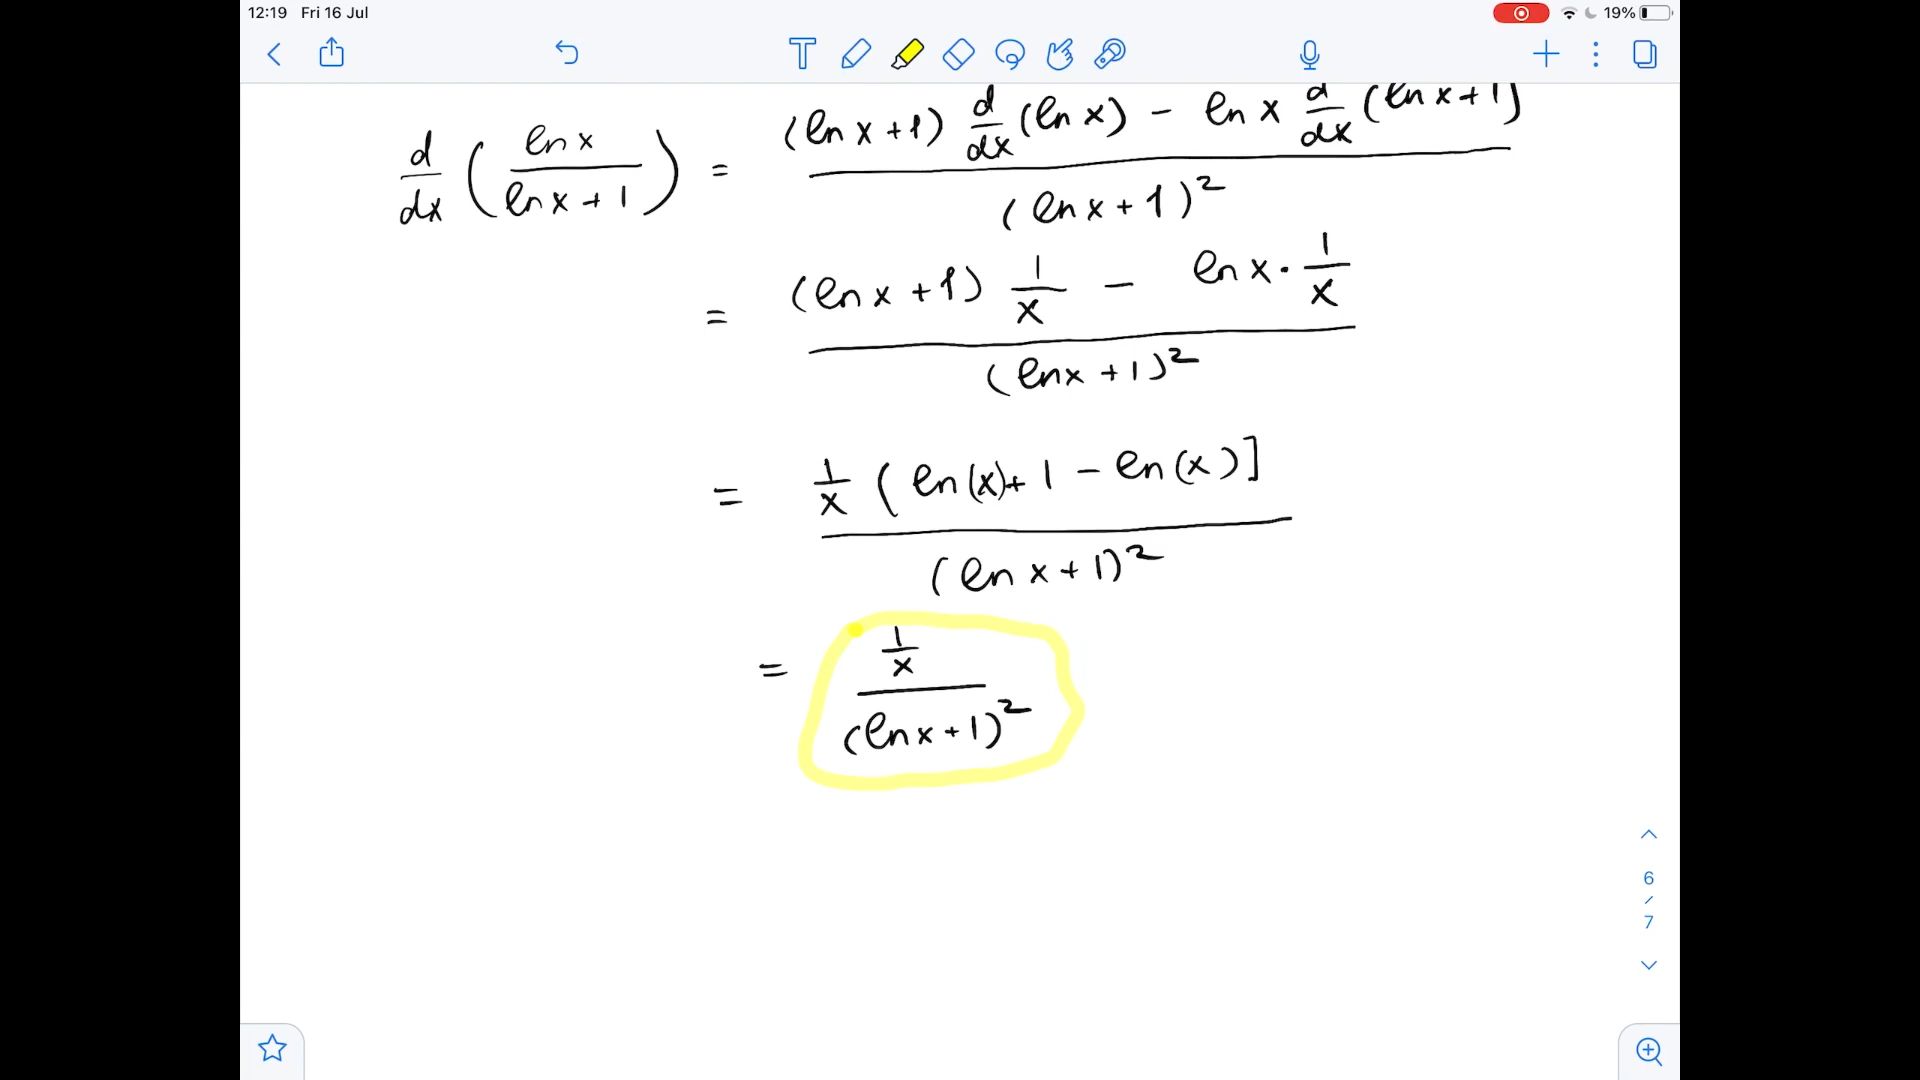 12:19 Fri 16 Jul 19%
T
d/dx (ln x / ln x + 1) = ((ln x + 1) d/dx (ln x) - ln x d/dx (ln x + 1)) / (ln x + 1)²
= ((ln x + 1) 1/x - ln x · 1/x) / (ln x + 1)²
= 1/x (ln(x) + 1 - ln(x)] / (ln x + 1)²
= 1/x / (ln x + 1)²
6 / 7